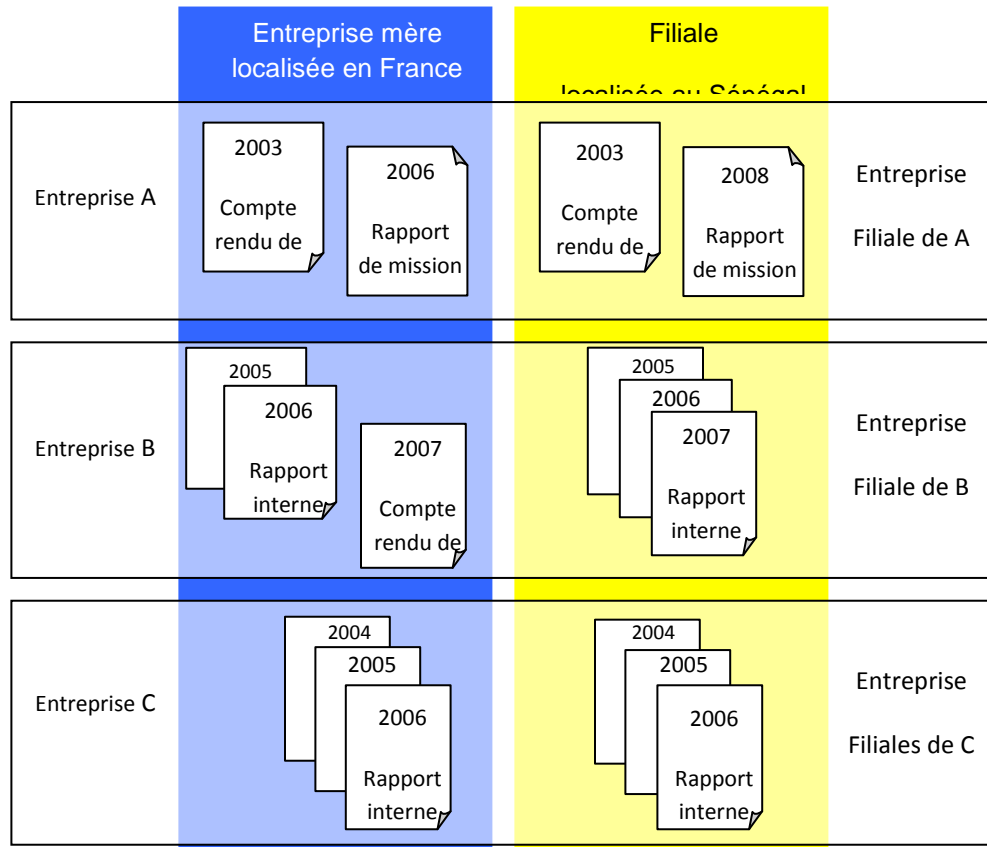 Entreprise mère
localisée en France
Filiale
localisée au Sénégal
Entreprise A
2003
Compte
rendu de
2006
Rapport
de mission
2003
Compte
rendu de
2008
Rapport
de mission
Entreprise
Filiale de A
Entreprise B
2005
2006
Rapport
interne
2007
Compte
rendu de
2005
2006
2007
Rapport
interne
Entreprise
Filiale de B
Entreprise C
2004
2005
2006
Rapport
interne
2004
2005
2006
Rapport
interne
Entreprise
Filiales de C